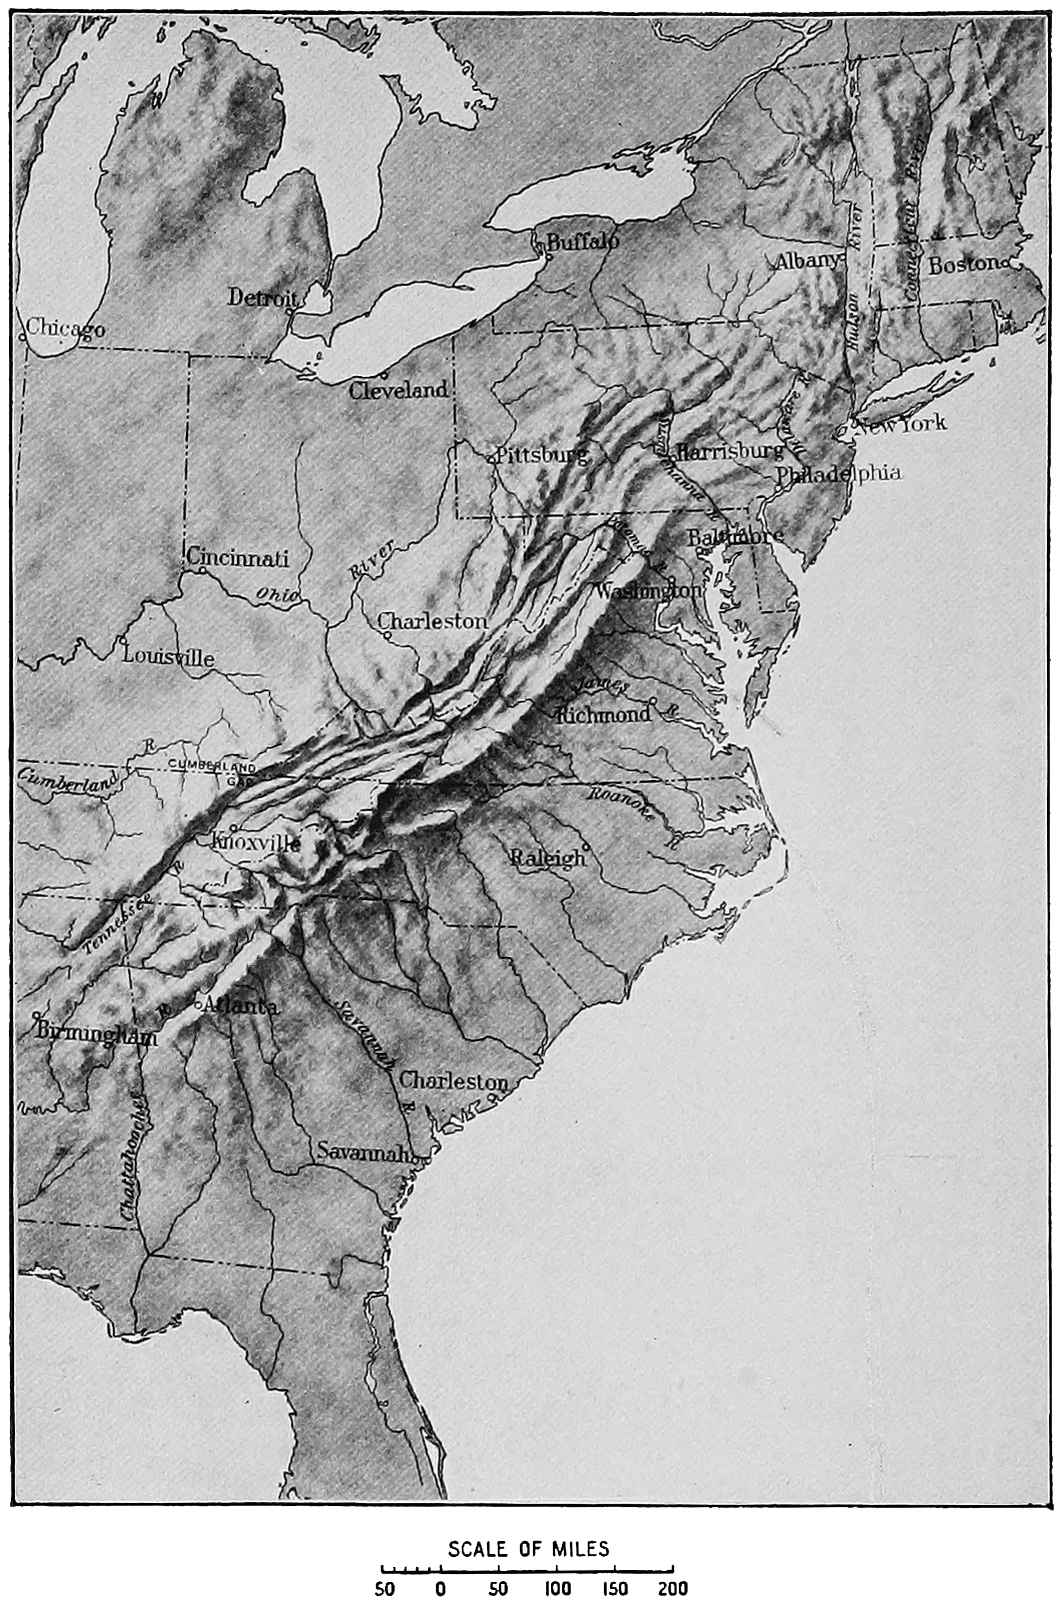 Buffalo
Albany
Hudson River
Connecticut River
Boston
Detroit
Chicago
Cleveland
New York
Delaware R.
Pittsburg
Harrisburg
Susquehanna R.
Philadelphia
Potomac R.
Baltimore
Cincinnati
Ohio River
Washington
Charleston
Louisville
James R.
Richmond
CUMBERLAND
GAP
Cumberland R.
Roanoke R.
Knoxville
Raleigh
Tennessee R.
Atlanta
Birmingham
Savannah R.
Charleston
Chattahoochee R.
Savannah
SCALE OF MILES
50 0 50 100 150 200